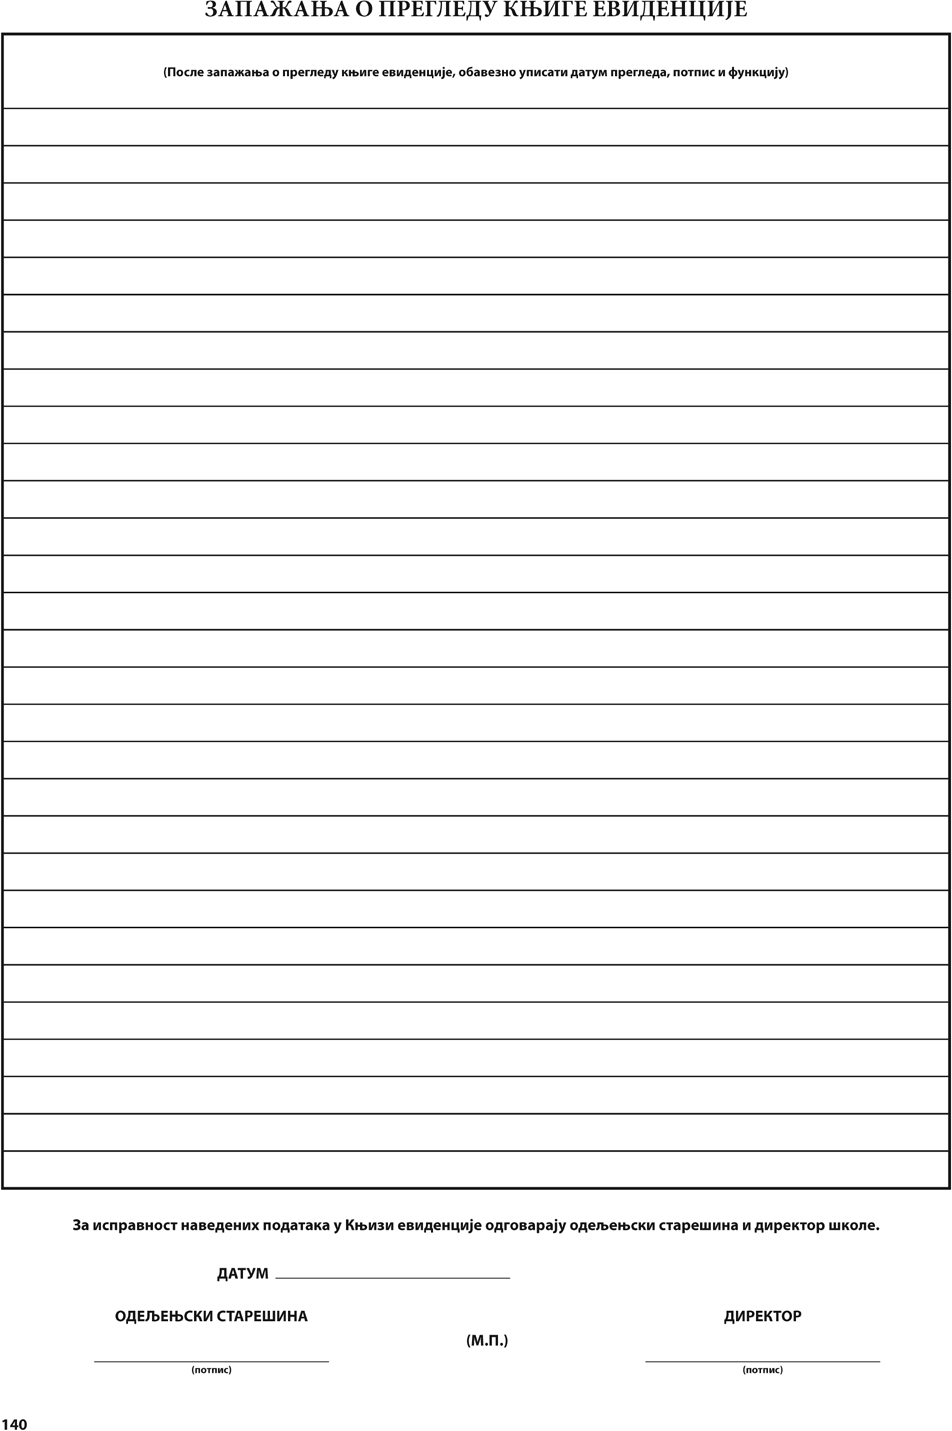 ЗАПАЖАЊА О ПРЕГЛЕДУ КЊИГЕ ЕВИДЕНЦИЈЕ
(После запажања о прегледу књиге евиденције, обавезно уписати датум прегледа, потпис и функцију)
За исправност наведених података у Књизи евиденције одговарају одељењски старешина и директор школе.
ДАТУМ
ОДЕЉЕЊСКИ СТАРЕШИНА ДИРЕКТОР
(М.П.)
(потпис) (потпис)
140